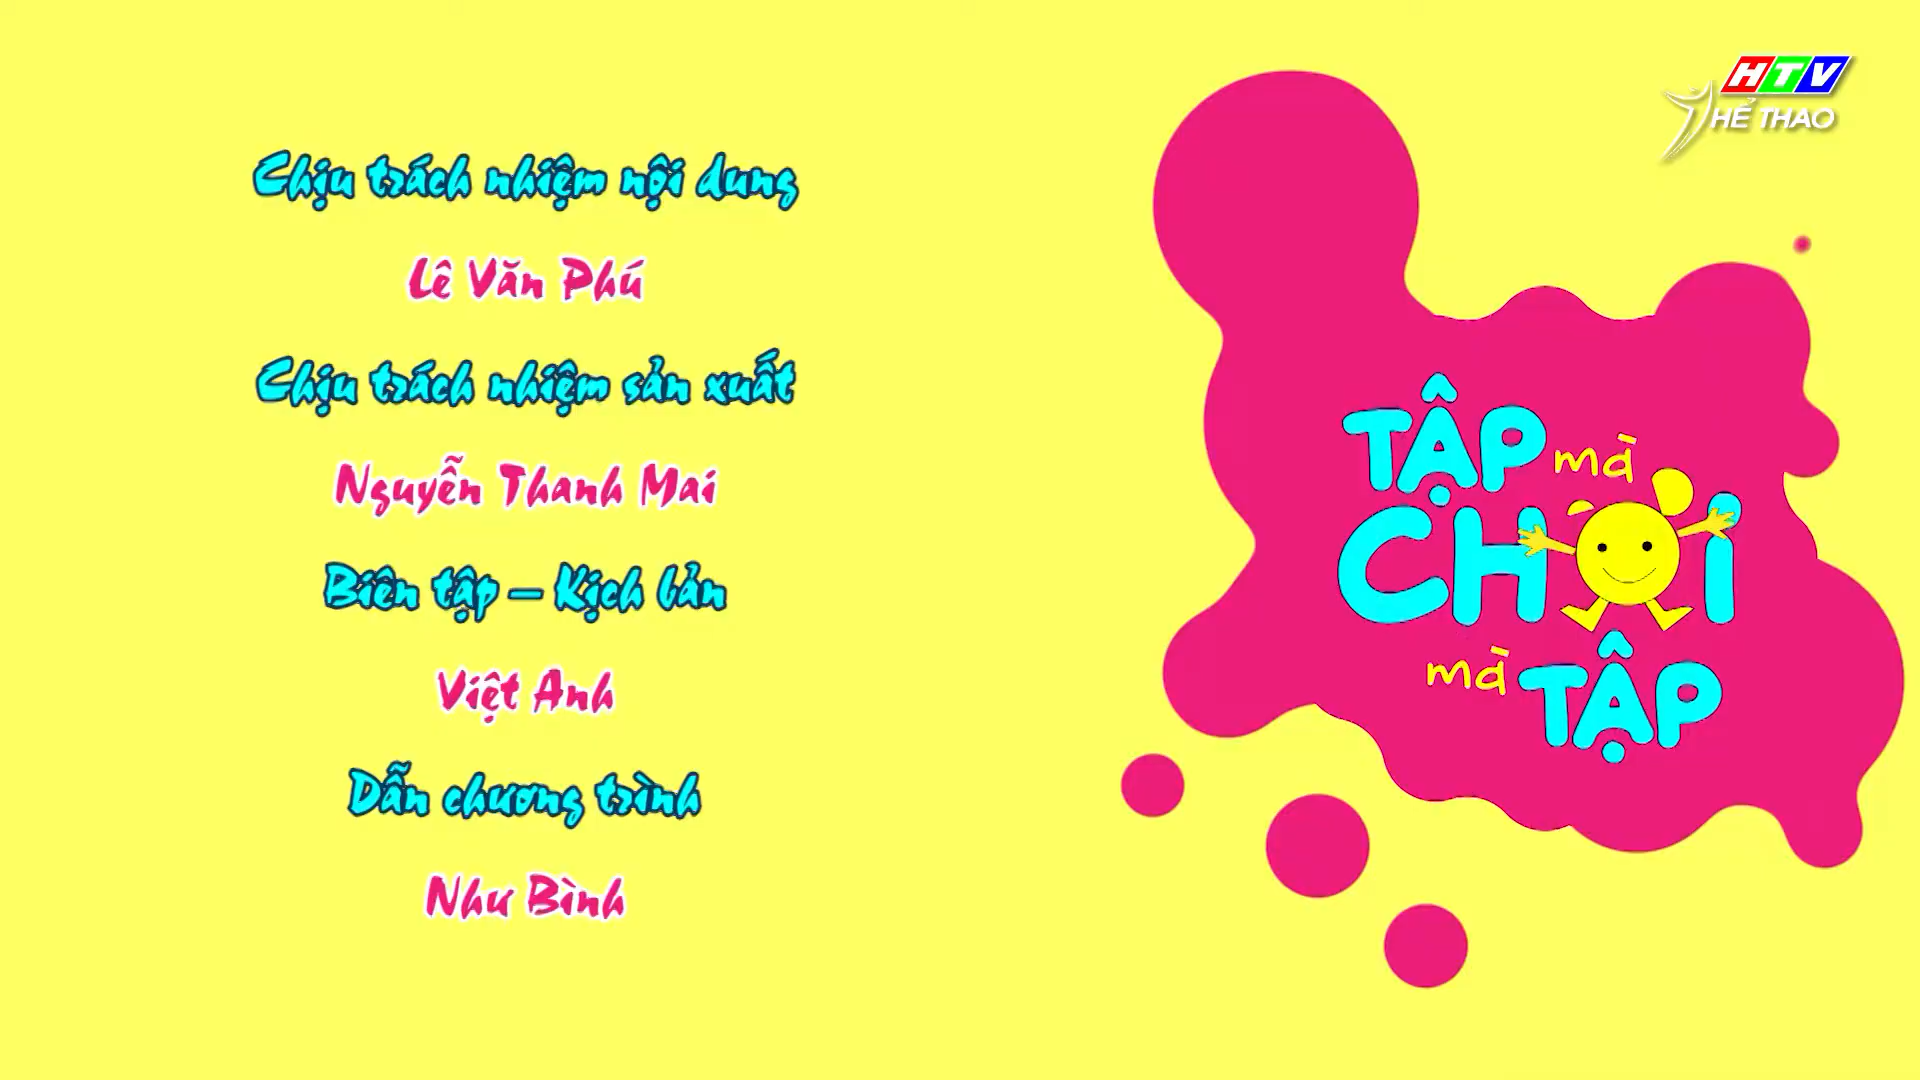 HTV
THỂ THAO
Chịu trách nhiệm nội dung
Lê Văn Phú
Chịu trách nhiệm sản xuất
Nguyễn Thanh Mai
Biên tập – Kịch bản
Việt Anh
Dẫn chương trình
Như Bình
TẬP mà
CHƠI
mà TẬP